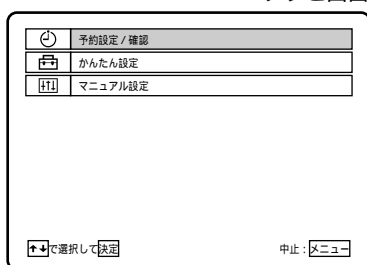 予約設定 / 確認
かんたん設定
マニュアル設定
で選択して決定
中止 : メニュー